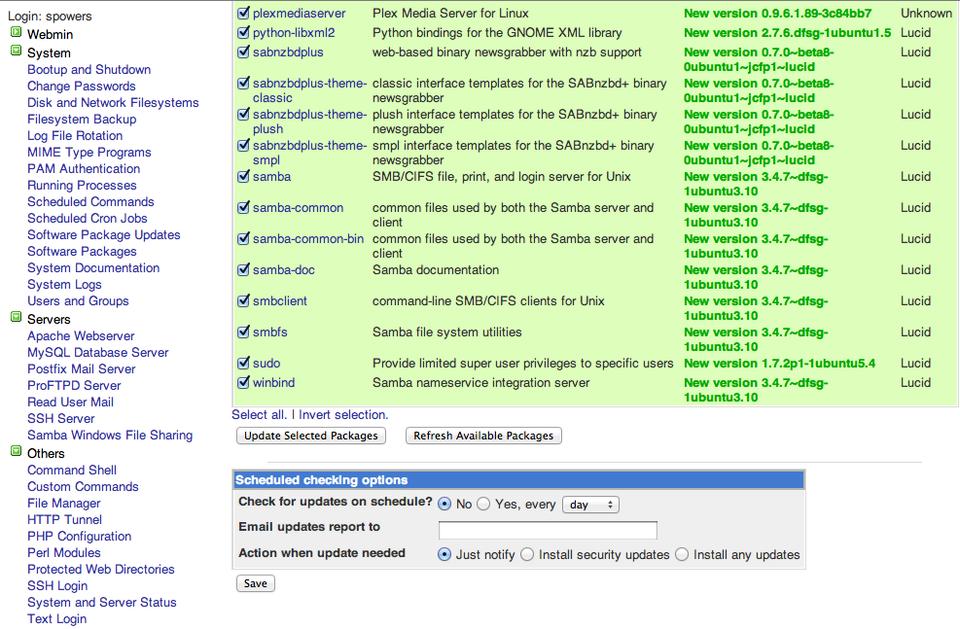 Login: spowers
Webmin
System
Bootup and Shutdown
Change Passwords
Disk and Network Filesystems
Filesystem Backup
Log File Rotation
MIME Type Programs
PAM Authentication
Running Processes
Scheduled Commands
Scheduled Cron Jobs
Software Package Updates
Software Packages
System Documentation
System Logs
Users and Groups
Servers
Apache Webserver
MySQL Database Server
Postfix Mail Server
ProFTPD Server
Read User Mail
SSH Server
Samba Windows File Sharing
Others
Command Shell
Custom Commands
File Manager
HTTP Tunnel
PHP Configuration
Perl Modules
Protected Web Directories
SSH Login
System and Server Status
Text Login
plexmediaserver Plex Media Server for Linux New version 0.9.6.1.89-3c84bb7 Unknown
python-libxml2 Python bindings for the GNOME XML library New version 2.7.6.dfsg-1ubuntu1.5 Lucid
sabnzbdplus web-based binary newsgrabber with nzb support New version 0.7.0~beta8- Lucid
0ubuntu1~jcfp1~lucid
sabnzbdplus-theme- classic interface templates for the SABnzbd+ binary New version 0.7.0~beta8- Lucid
classic newsgrabber 0ubuntu1~jcfp1~lucid
sabnzbdplus-theme- plush interface templates for the SABnzbd+ binary New version 0.7.0~beta8- Lucid
plush newsgrabber 0ubuntu1~jcfp1~lucid
sabnzbdplus-theme- smpl interface templates for the SABnzbd+ binary New version 0.7.0~beta8- Lucid
smpl newsgrabber 0ubuntu1~jcfp1~lucid
samba SMB/CIFS file, print, and login server for Unix New version 3.4.7~dfsg- Lucid
1ubuntu3.10
samba-common common files used by both the Samba server and New version 3.4.7~dfsg- Lucid
client 1ubuntu3.10
samba-common-bin common files used by both the Samba server and New version 3.4.7~dfsg- Lucid
client 1ubuntu3.10
samba-doc Samba documentation New version 3.4.7~dfsg- Lucid
1ubuntu3.10
smbclient command-line SMB/CIFS clients for Unix New version 3.4.7~dfsg- Lucid
1ubuntu3.10
smbfs Samba file system utilities New version 3.4.7~dfsg- Lucid
1ubuntu3.10
sudo Provide limited super user privileges to specific users New version 1.7.2p1-1ubuntu5.4 Lucid
winbind Samba nameservice integration server New version 3.4.7~dfsg- Lucid
1ubuntu3.10
Select all. | Invert selection.
Update Selected Packages Refresh Available Packages
Scheduled checking options
Check for updates on schedule? No Yes, every day
Email updates report to
Action when update needed Just notify Install security updates Install any updates
Save